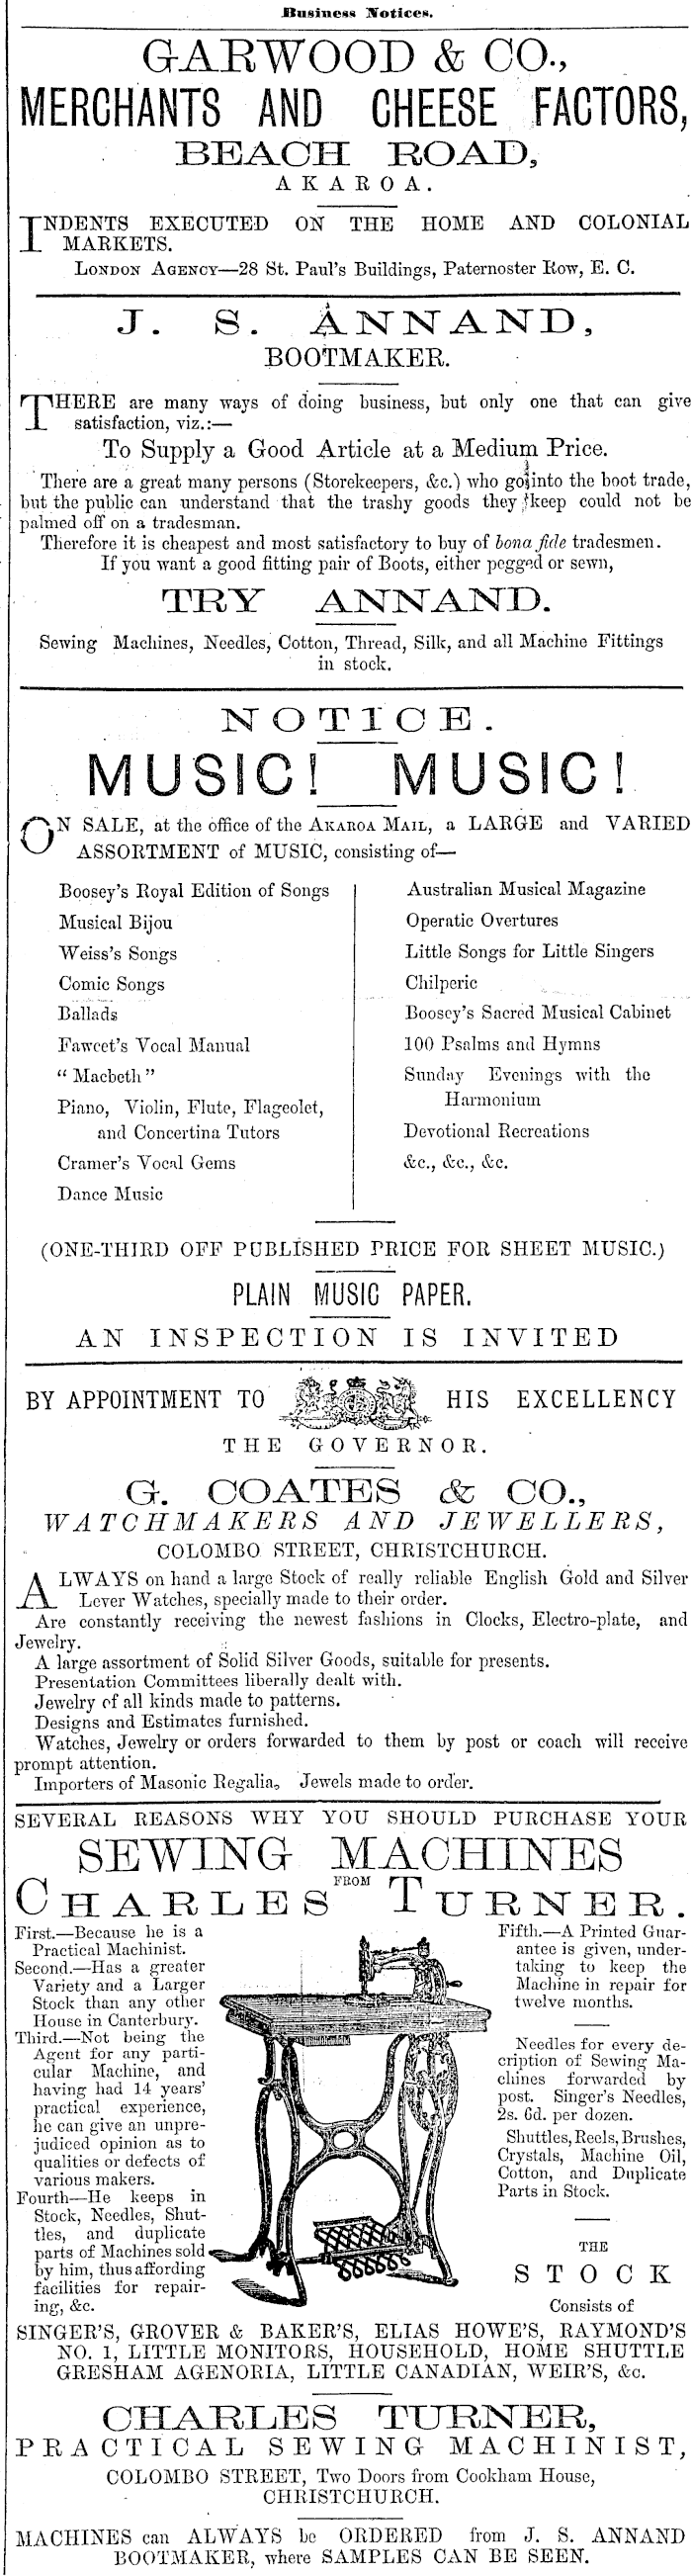 Business Notices.
GARWOOD & CO.,
MERCHANTS AND CHEESE FACTORS,
BEACH ROAD,
AKAROA.
INDENTS EXECUTED ON THE HOME AND COLONIAL
MARKETS.
LONDON AGENCY—28 St. Paul's Buildings, Paternoster Row, E. C.
J. S. ANNAND,
BOOTMAKER.
THERE are many ways of doing business, but only one that can give
satisfaction, viz.:—
To Supply a Good Article at a Medium Price.
There are a great many persons (Storekeepers, &c.) who go into the boot trade,
but the public can understand that the trashy goods they keep could not be
palmed off on a tradesman.
Therefore it is cheapest and most satisfactory to buy of bona fide tradesmen.
If you want a good fitting pair of Boots, either pegged or sewn,
TRY ANNAND.
Sewing Machines, Needles, Cotton, Thread, Silk, and all Machine Fittings
in stock.
NOTICE.
MUSIC! MUSIC!
ON SALE, at the office of the AKAROA MAIL, a LARGE and VARIED
ASSORTMENT of MUSIC, consisting of—
Boosey's Royal Edition of Songs
Musical Bijou
Weiss's Songs
Comic Songs
Ballads
Fawcet's Vocal Manual
"Macbeth"
Piano, Violin, Flute, Flageolet,
and Concertina Tutors
Cramer's Vocal Gems
Dance Music
Australian Musical Magazine
Operatic Overtures
Little Songs for Little Singers
Chilperic
Boosey's Sacred Musical Cabinet
100 Psalms and Hymns
Sunday Evenings with the
Harmonium
Devotional Recreations
&c., &c., &c.
(ONE-THIRD OFF PUBLISHED PRICE FOR SHEET MUSIC.)
PLAIN MUSIC PAPER.
AN INSPECTION IS INVITED
BY APPOINTMENT TO HIS EXCELLENCY
THE GOVERNOR.
G. COATES & CO.,
WATCHMAKERS AND JEWELLERS,
COLOMBO STREET, CHRISTCHURCH.
ALWAYS on hand a large Stock of really reliable English Gold and Silver
Lever Watches, specially made to their order.
Are constantly receiving the newest fashions in Clocks, Electro-plate, and
Jewelry.
A large assortment of Solid Silver Goods, suitable for presents.
Presentation Committees liberally dealt with.
Jewelry of all kinds made to patterns.
Designs and Estimates furnished.
Watches, Jewelry or orders forwarded to them by post or coach will receive
prompt attention.
Importers of Masonic Regalia, Jewels made to order.
SEVERAL REASONS WHY YOU SHOULD PURCHASE YOUR
SEWING MACHINES
FROM
CHARLES TURNER.
First.—Because he is a
Practical Machinist.
Second.—Has a greater
Variety and a Larger
Stock than any other
House in Canterbury.
Third.—Not being the
Agent for any parti-
cular Machine, and
having had 14 years'
practical experience,
he can give an unpre-
judiced opinion as to
qualities or defects of
various makers.
Fourth—He keeps in
Stock, Needles, Shut-
tles, and duplicate
parts of Machines sold
by him, thus affording
facilities for repair-
ing, &c.
Fifth.—A Printed Guar-
antee is given, under-
taking to keep the
Machine in repair for
twelve months.
Needles for every de-
cription of Sewing Ma-
chines forwarded by
post. Singer's Needles,
2s. 6d. per dozen.
Shuttles, Reels, Brushes,
Crystals, Machine Oil,
Cotton, and Duplicate
Parts in Stock.
THE
STOCK
Consists of
SINGER'S, GROVER & BAKER'S, ELIAS HOWE'S, RAYMOND'S
NO. 1, LITTLE MONITORS, HOUSEHOLD, HOME SHUTTLE
GRESHAM AGENORIA, LITTLE CANADIAN, WEIR'S, &c.
CHARLES TURNER,
PRACTICAL SEWING MACHINIST,
COLOMBO STREET, Two Doors from Cookham House,
CHRISTCHURCH.
MACHINES can ALWAYS be ORDERED from J. S. ANNAND
BOOTMAKER, where SAMPLES CAN BE SEEN.